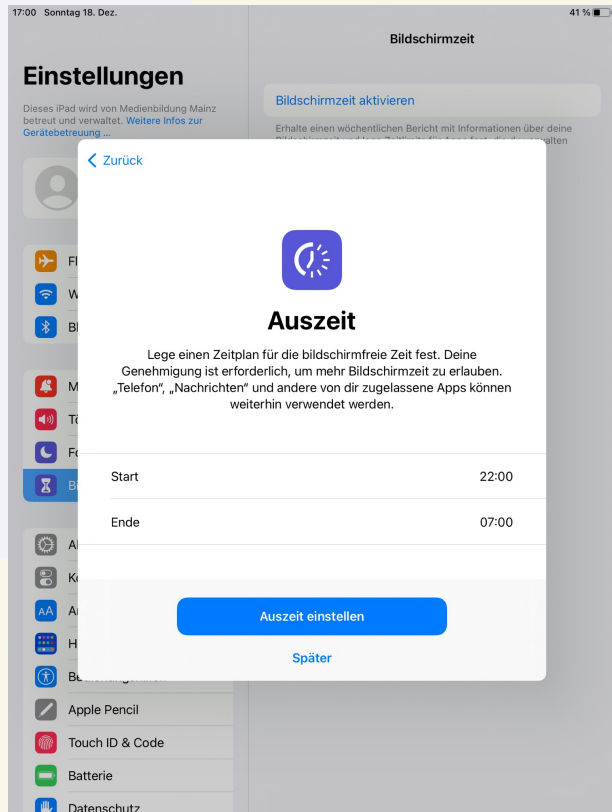 17:00 Sonntag 18. Dez.
41 %
Bildschirmzeit
Einstellungen
Dieses iPad wird von Medienbildung Mainz
betreut und verwaltet. Weitere Infos zur
Gerätebetreuung ...
Bildschirmzeit aktivieren
Erhalte einen wöchentlichen Bericht mit Informationen über deine
Zurück
Auszeit
Lege einen Zeitplan für die bildschirmfreie Zeit fest. Deine
Genehmigung ist erforderlich, um mehr Bildschirmzeit zu erlauben.
„Telefon“, „Nachrichten“ und andere von dir zugelassene Apps können
weiterhin verwendet werden.
Start 22:00
Ende 07:00
Auszeit einstellen
Später
AA
Apple Pencil
Touch ID & Code
Batterie
Datenschutz